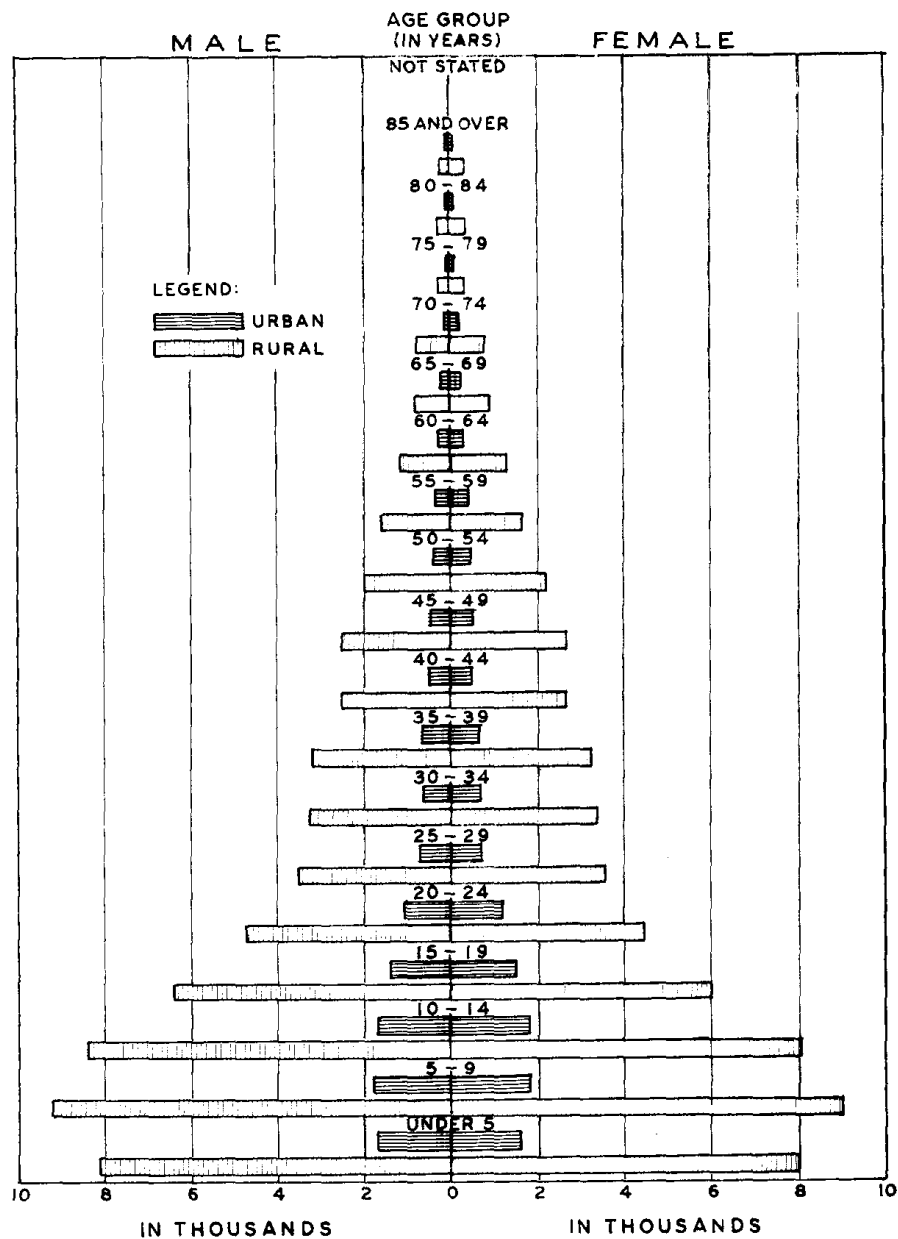 AGE GROUP
MALE (IN YEARS) FEMALE
NOT STATED
85 AND OVER
80 - 84
75 - 79
LEGEND:
70 - 74
URBAN
RURAL
65 - 69
60 - 64
55 - 59
50 - 54
45 - 49
40 - 44
35 - 39
30 - 34
25 - 29
20 - 24
15 - 19
10 - 14
5 - 9
UNDER 5
10 8 6 4 2 0 2 4 6 8 10
IN THOUSANDS IN THOUSANDS